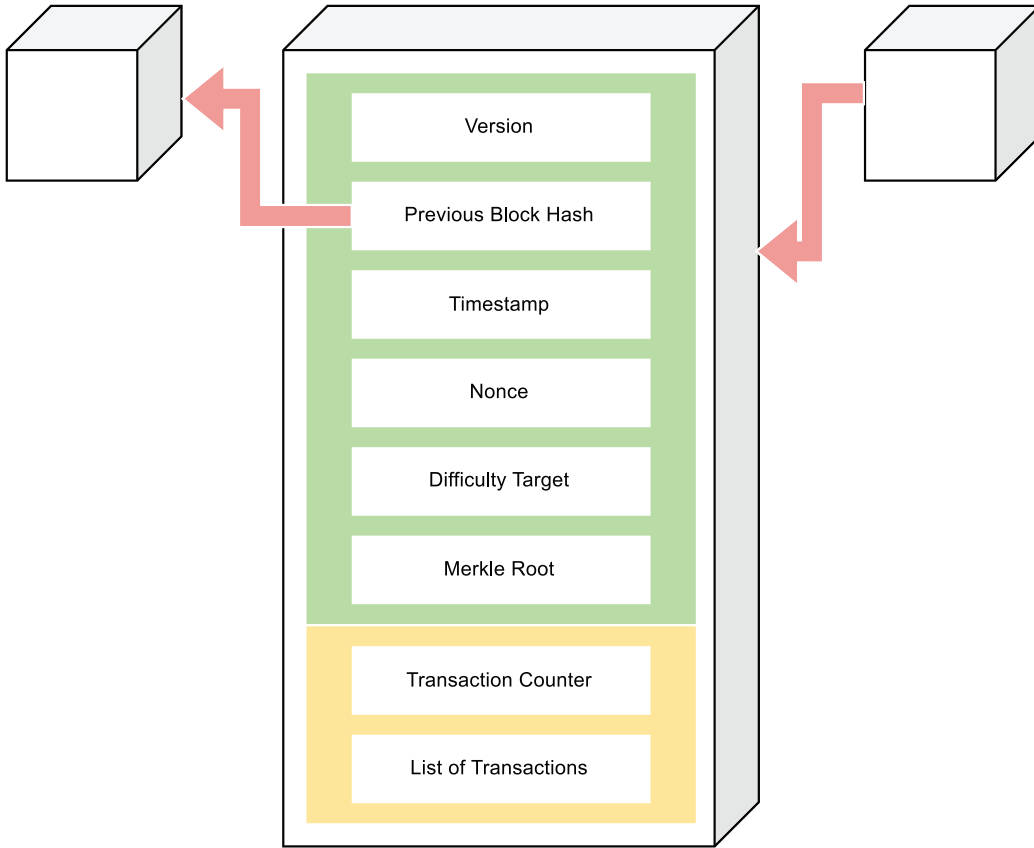 Version
Previous Block Hash
Timestamp
Nonce
Difficulty Target
Merkle Root
Transaction Counter
List of Transactions